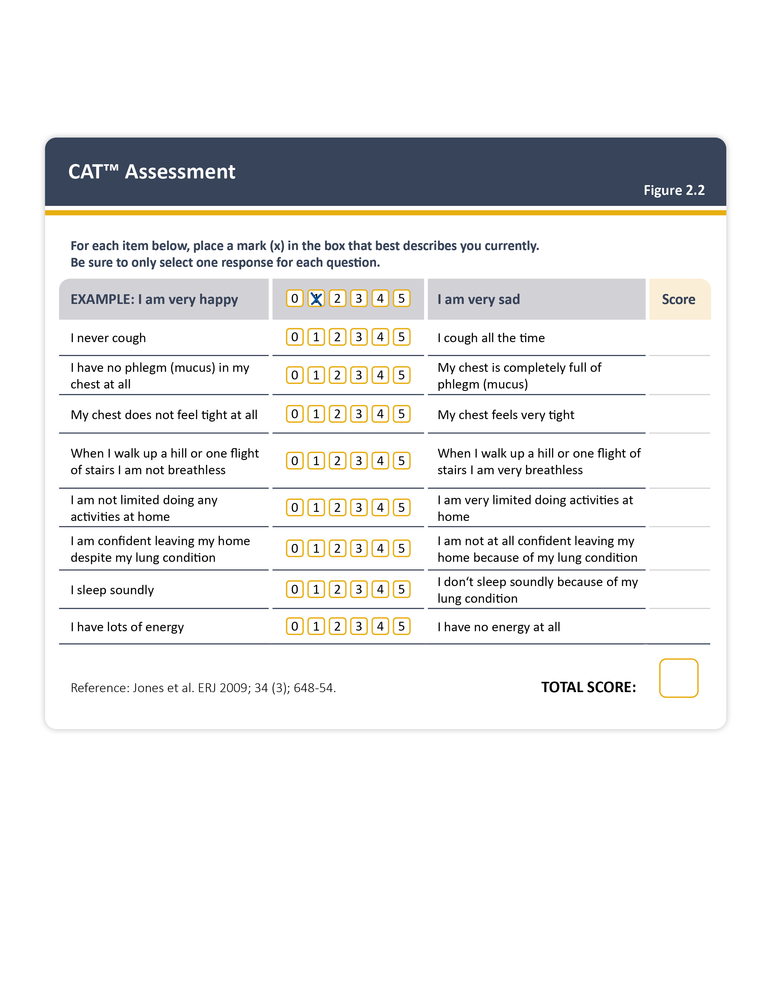 CAT™ Assessment
Figure 2.2
For each item below, place a mark (x) in the box that best describes you currently.
Be sure to only select one response for each question.
EXAMPLE: I am very happy 0 1 2 3 4 5 I am very sad Score
I never cough 0 1 2 3 4 5 I cough all the time
I have no phlegm (mucus) in my
chest at all
0 1 2 3 4 5
My chest is completely full of
phlegm (mucus)
My chest does not feel tight at all 0 1 2 3 4 5 My chest feels very tight
When I walk up a hill or one flight
of stairs I am not breathless
0 1 2 3 4 5
When I walk up a hill or one flight of
stairs I am very breathless
I am not limited doing any
activities at home
0 1 2 3 4 5
I am very limited doing activities at
home
I am confident leaving my home
despite my lung condition
0 1 2 3 4 5
I am not at all confident leaving my
home because of my lung condition
I sleep soundly
0 1 2 3 4 5
I don‘t sleep soundly because of my
lung condition
I have lots of energy 0 1 2 3 4 5 I have no energy at all
Reference: Jones et al. ERJ 2009; 34 (3); 648-54.
TOTAL SCORE: